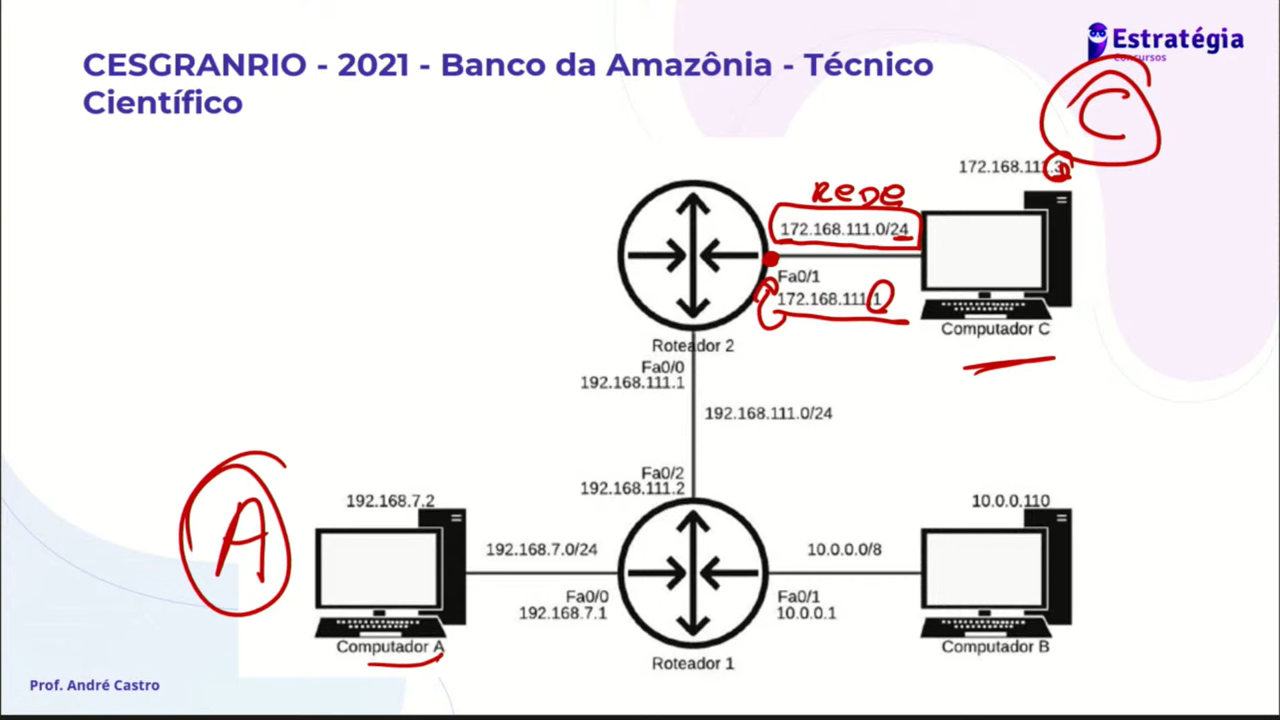 CESGRANRIO - 2021 - Banco da Amazônia - Técnico
Científico
Estratégia
concursos
C
172.168.111.3
REDE
172.168.111.0/24
Fa0/1
172.168.111.1
Computador C
Roteador 2
Fa0/0
192.168.111.1
192.168.111.0/24
Fa0/2
192.168.111.2
A
192.168.7.2
10.0.0.110
192.168.7.0/24
10.0.0.0/8
Fa0/0
192.168.7.1
Fa0/1
10.0.0.1
Computador A
Roteador 1
Computador B
Prof. André Castro